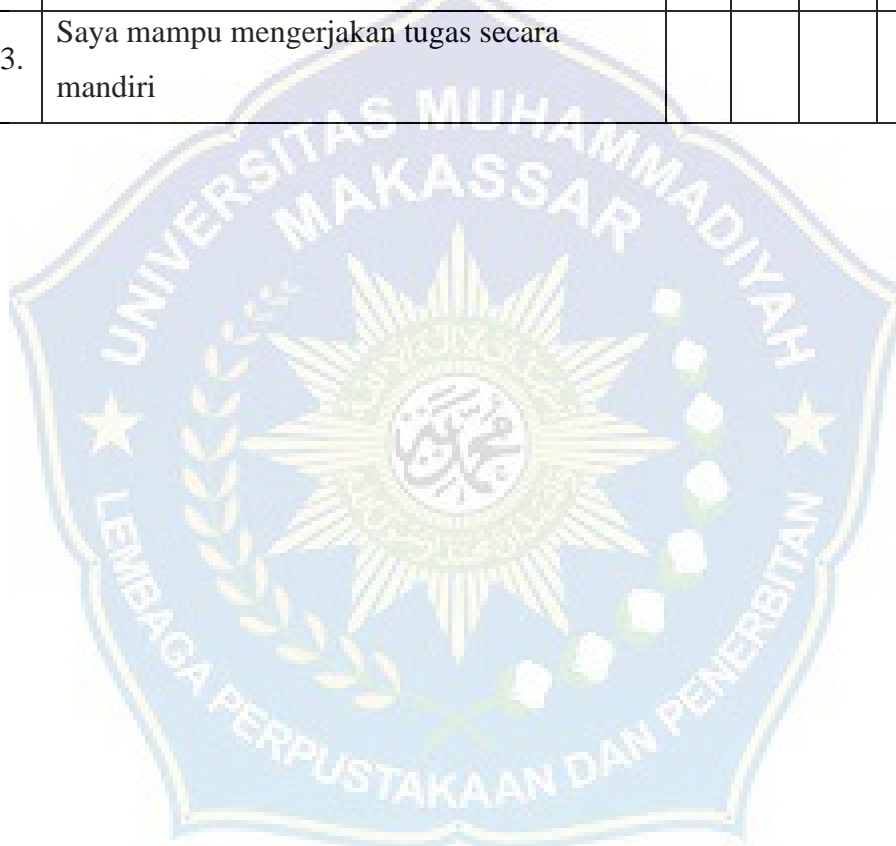 3. Saya mampu mengerjakan tugas secara
mandiri
UNIVERSITAS MUHAMMADIYAH
MAKASSAR
LEMBAGA PERPUSTAKAAN DAN PENERBITAN